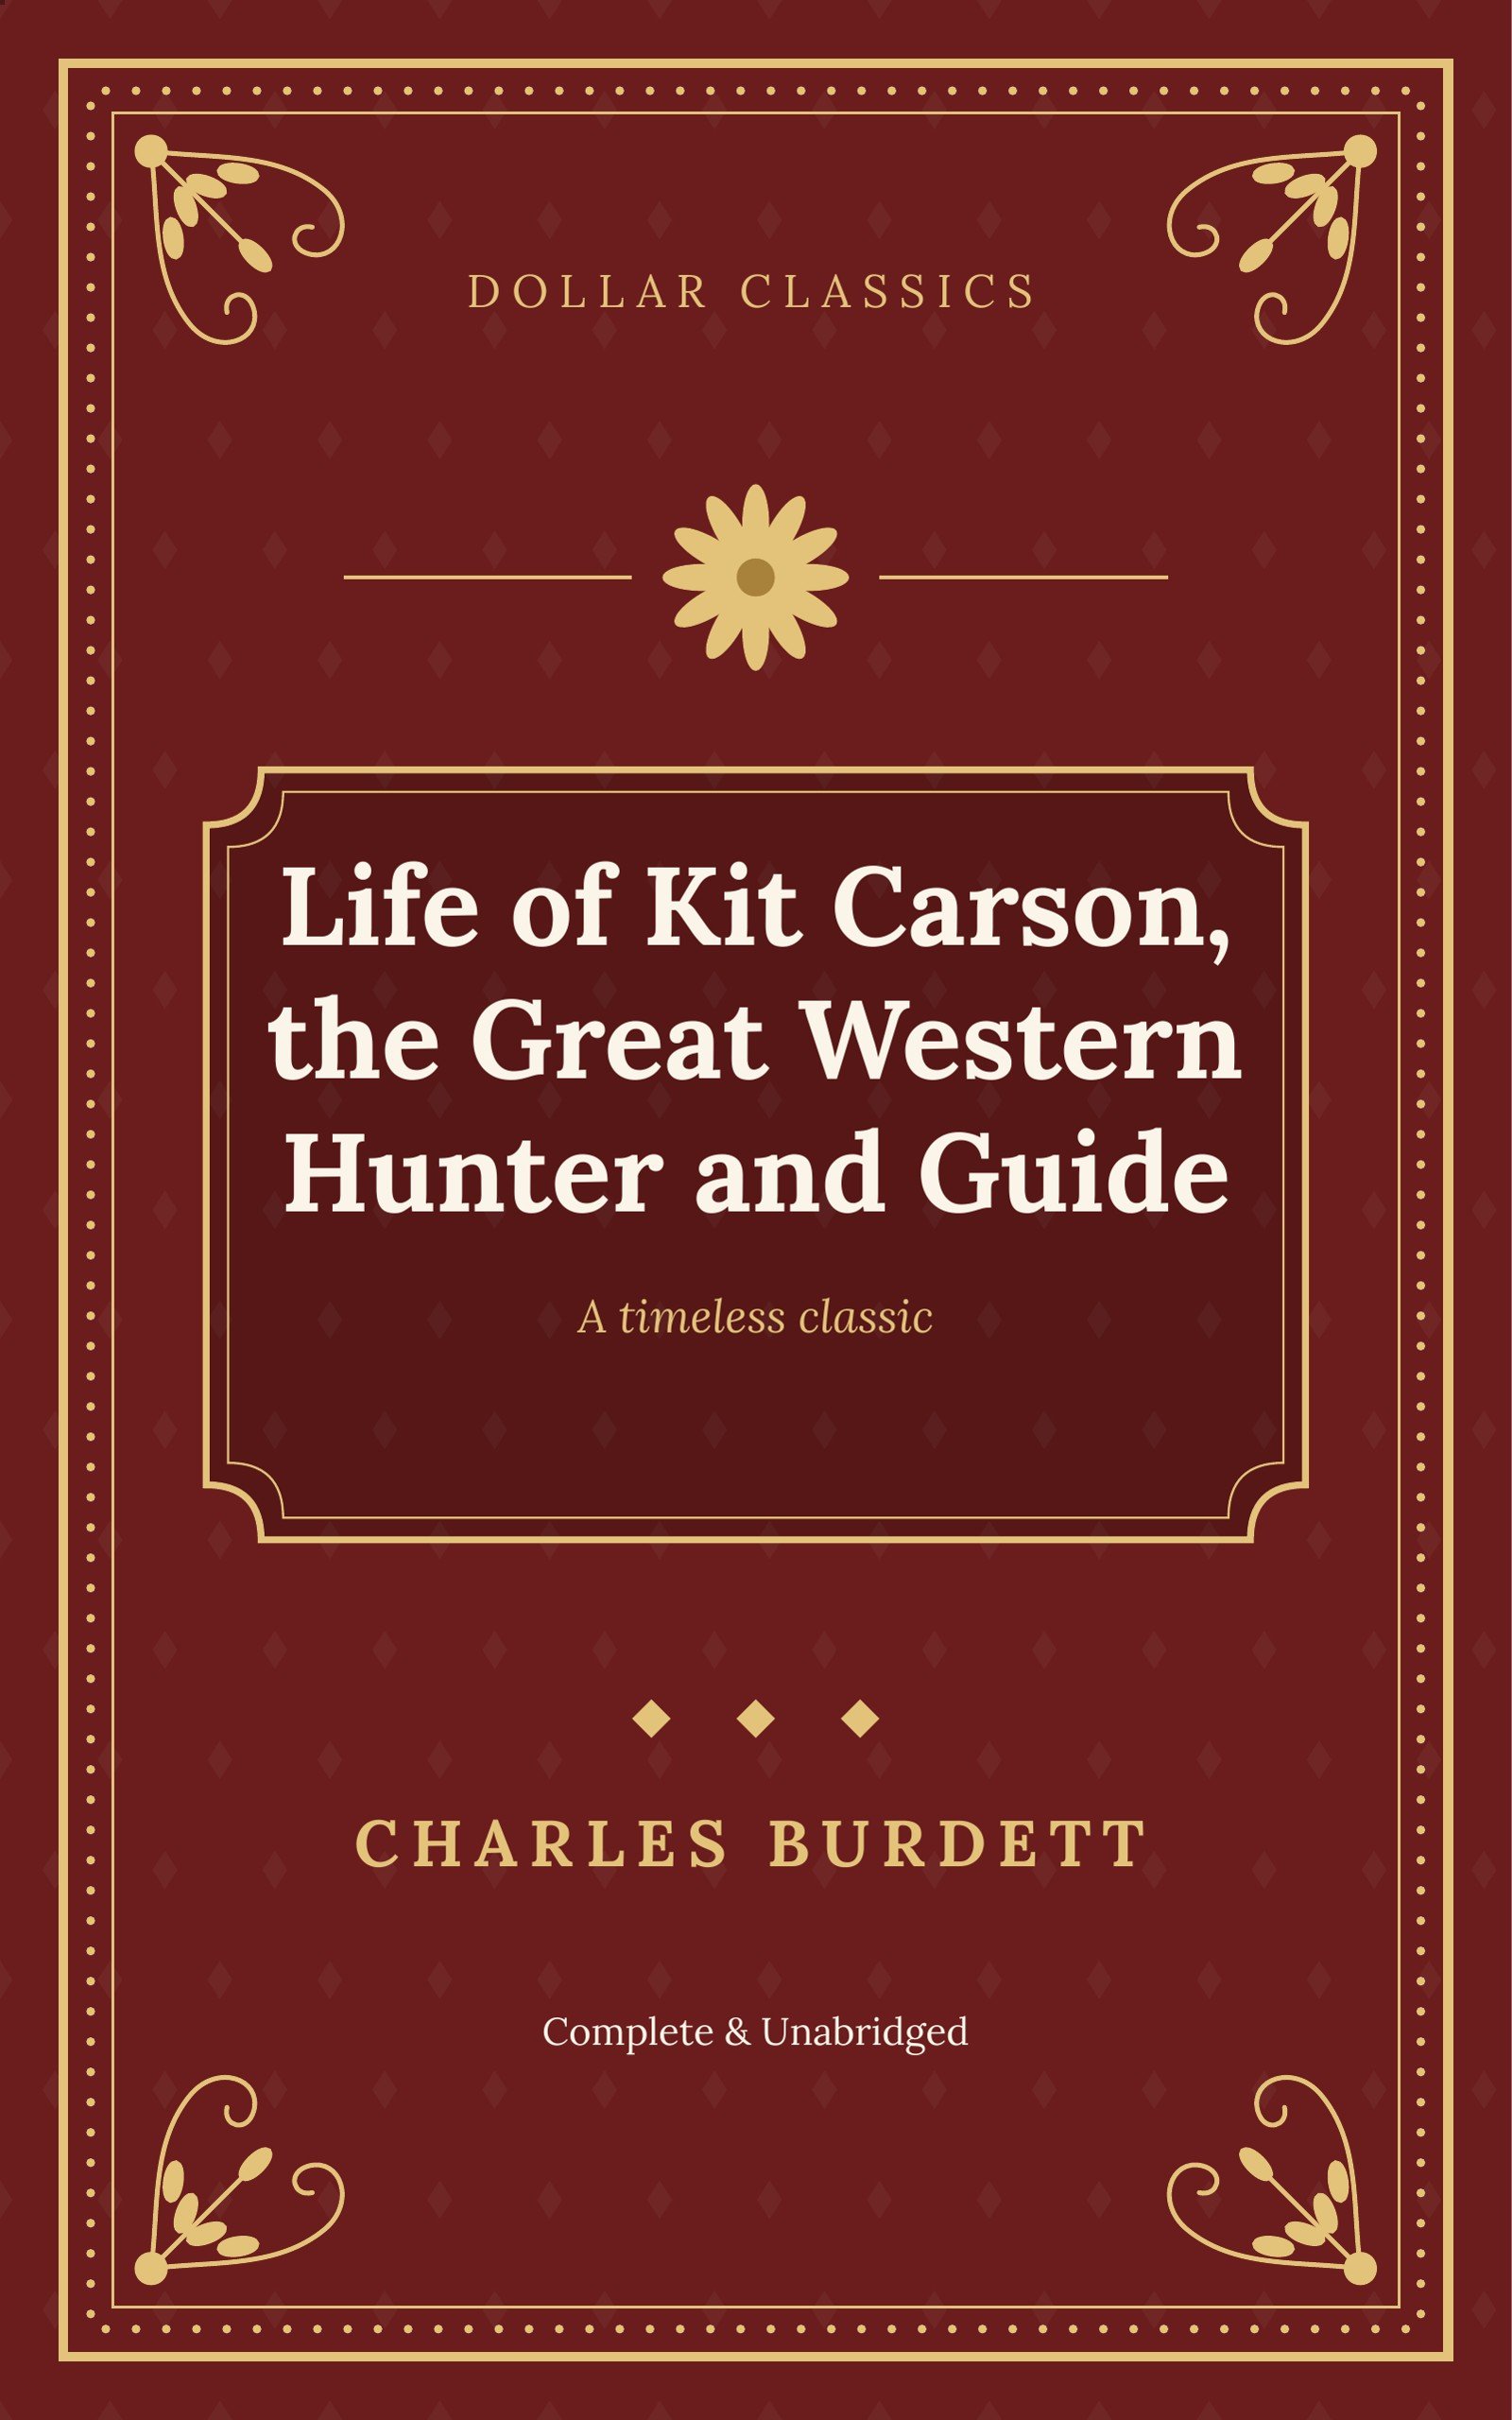 DOLLAR CLASSICS
Life of Kit Carson,
the Great Western
Hunter and Guide
A timeless classic
CHARLES BURDETT
Complete & Unabridged